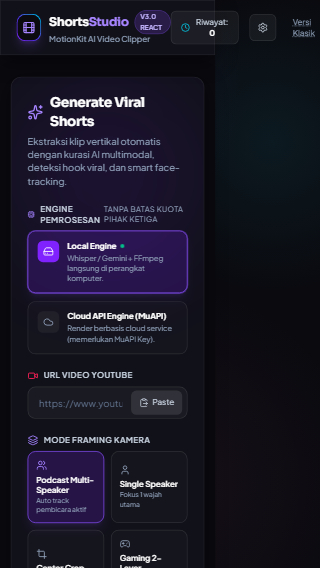 ShortsStudio
V3.0
REACT
MotionKit AI Video Clipper
Riwayat:
0
Versi
Klasik
Generate Viral
Shorts
Ekstraksi klip vertikal otomatis
dengan kurasi AI multimodal,
deteksi hook viral, dan smart face-
tracking.
ENGINE
PEMROSESAN
TANPA BATAS KUOTA
PIHAK KETIGA
Local Engine
Whisper / Gemini + FFmpeg
langsung di perangkat
komputer.
Cloud API Engine (MuAPI)
Render berbasis cloud service
(memerlukan MuAPI Key).
URL VIDEO YOUTUBE
https://www.youtu
Paste
MODE FRAMING KAMERA
Podcast Multi-
Speaker
Auto track
pembicara aktif
Single Speaker
Fokus 1 wajah
utama
Center Crop
Gaming 2-
Layer